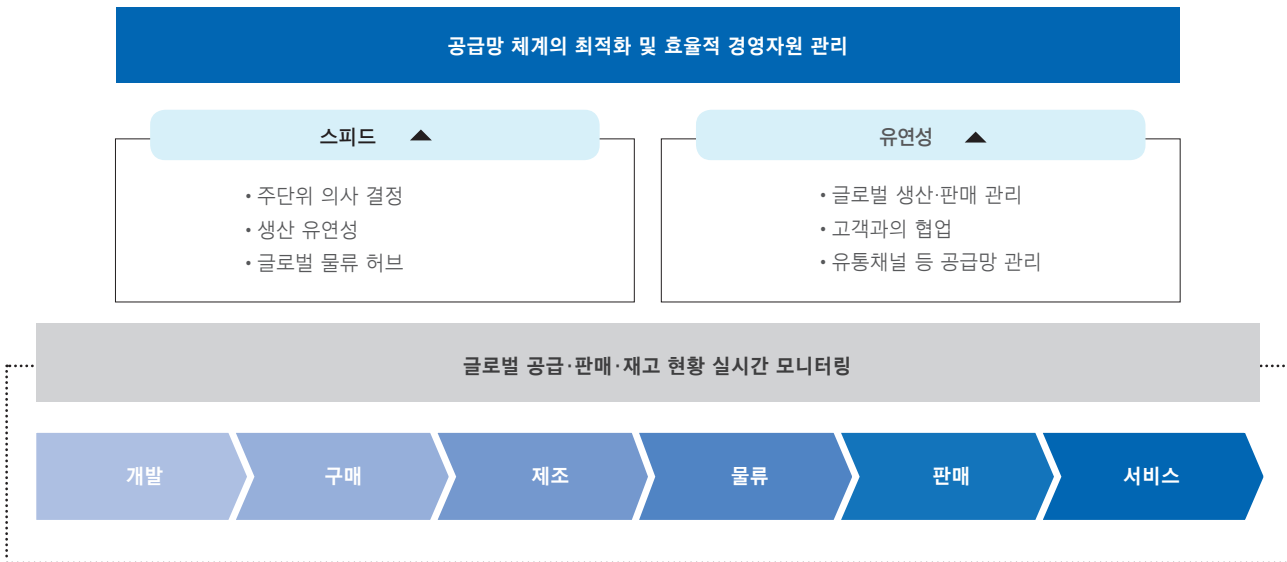 공급망 체계의 최적화 및 효율적 경영자원 관리
스피드 ▲
• 주단위 의사 결정
• 생산 유연성
• 글로벌 물류 허브
유연성 ▲
• 글로벌 생산·판매 관리
• 고객과의 협업
• 유통채널 등 공급망 관리
글로벌 공급·판매·재고 현황 실시간 모니터링
개발
구매
제조
물류
판매
서비스